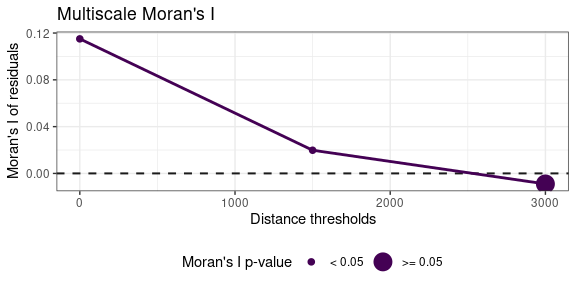 Multiscale Moran's I
Moran's I of residuals
0.12
0.08
0.04
0.00
0 1000 2000 3000
Distance thresholds
Moran's I p-value < 0.05 >= 0.05